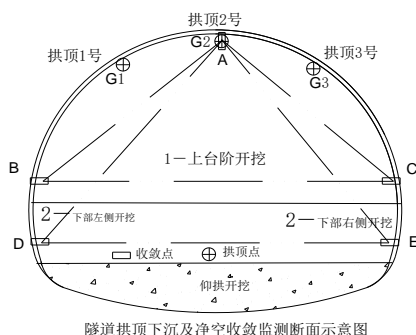 拱顶2号
拱顶1号
G2
拱顶3号
G1
A
G3
1-上台阶开挖
B
C
2-下部左侧开挖
2-下部右侧开挖
D
E
收敛点
拱顶点
仰拱开挖
隧道拱顶下沉及净空收敛监测断面示意图